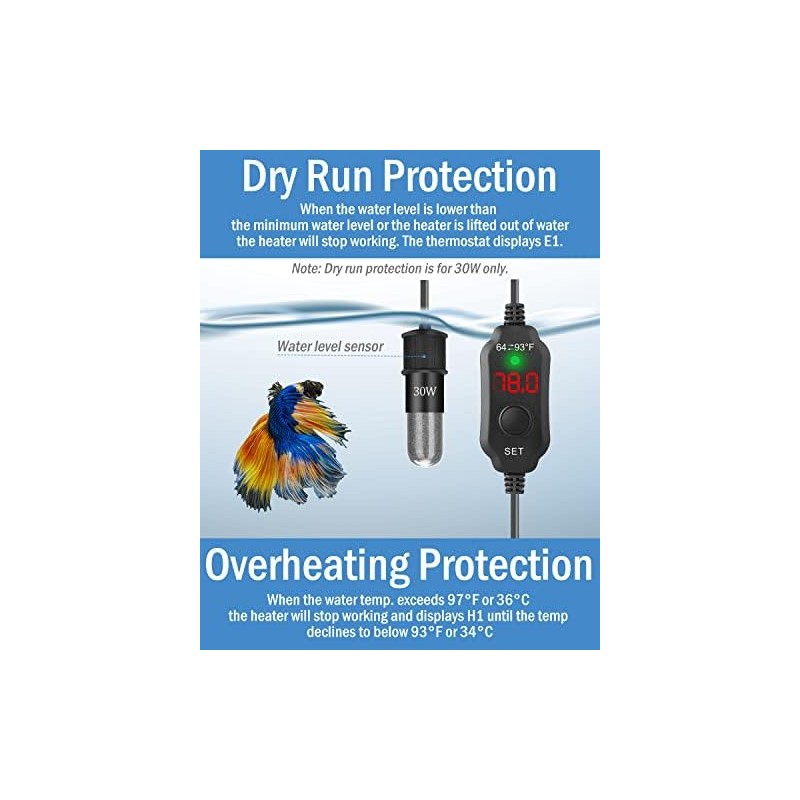 Dry Run Protection
When the water level is lower than
the minimum water level or the heater is lifted out of water
the heater will stop working. The thermostat displays E1.
Note: Dry run protection is for 30W only.
Water level sensor
30W
64~93°F
78.0
SET
Overheating Protection
When the water temp. exceeds 97°F or 36°C
the heater will stop working and displays H1 until the temp
declines to below 93°F or 34°C